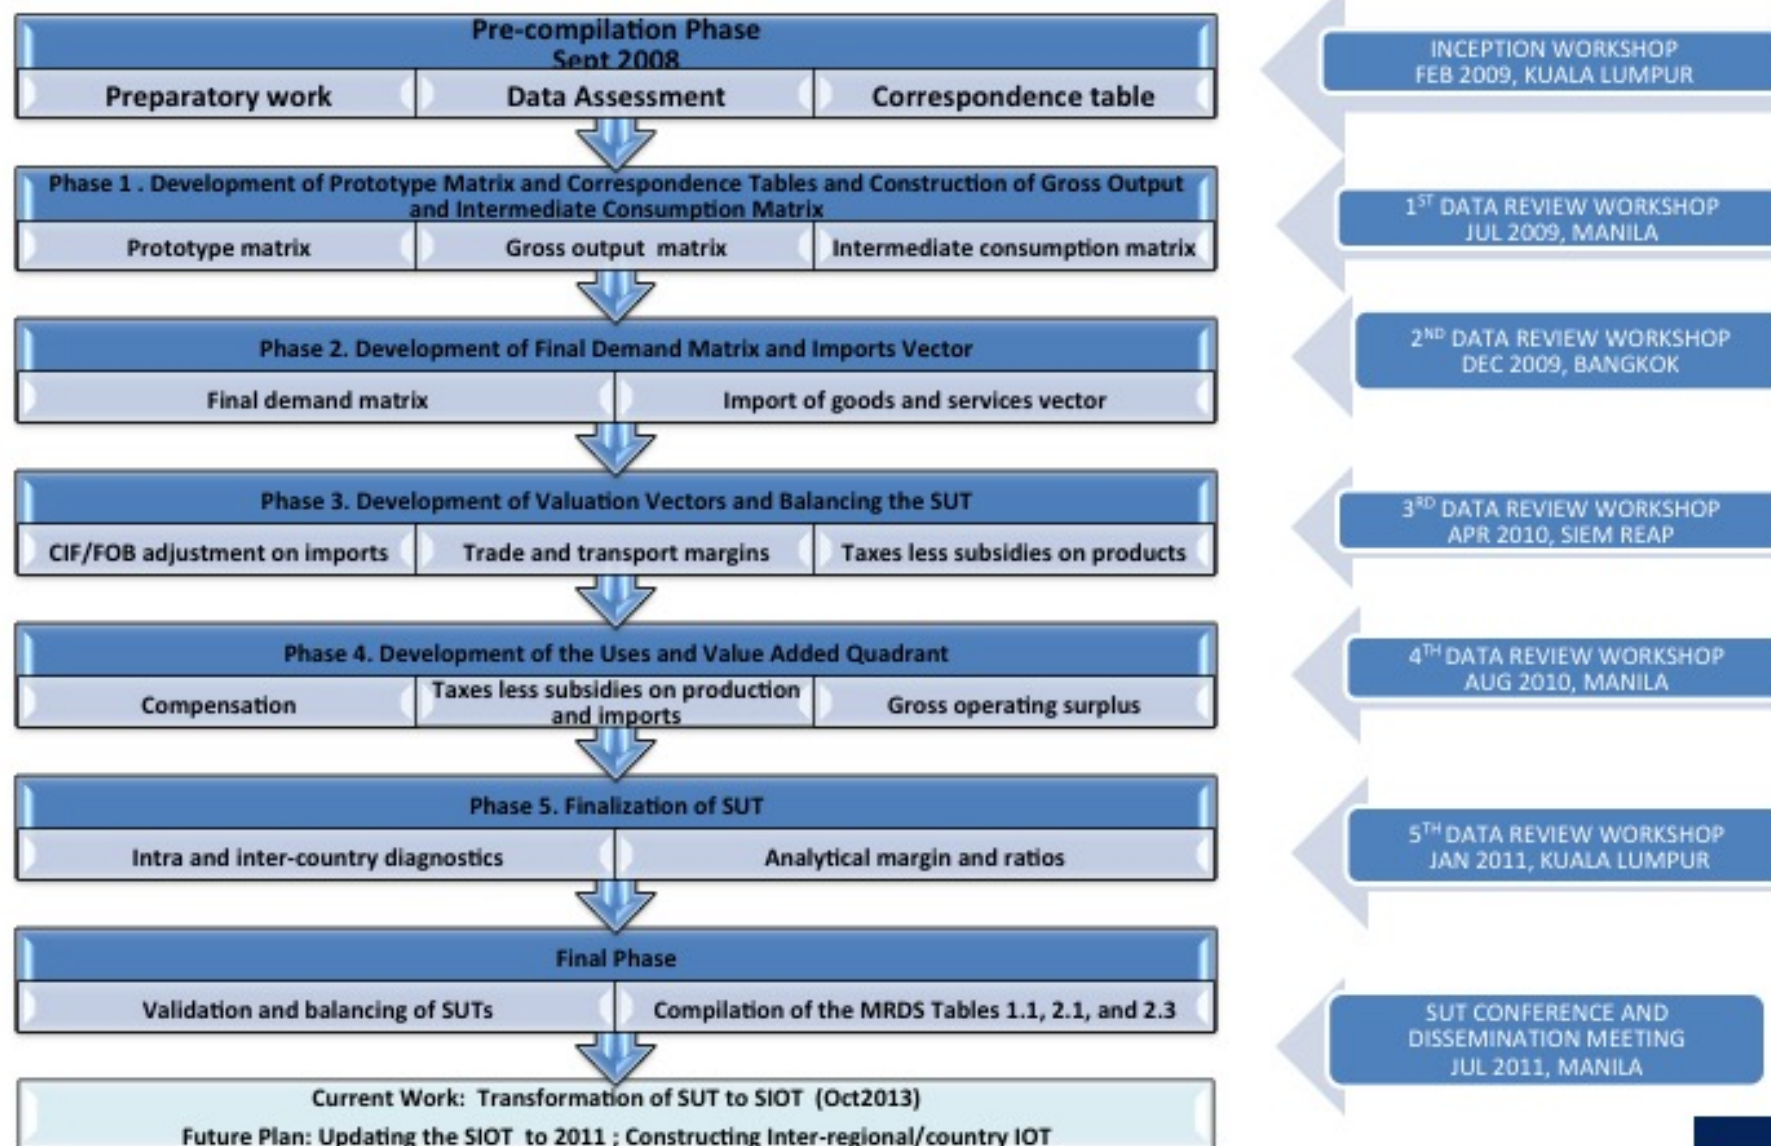 Pre-compilation Phase
Sept 2008
Preparatory work
Data Assessment
Correspondence table
INCEPTION WORKSHOP
FEB 2009, KUALA LUMPUR
Phase 1 . Development of Prototype Matrix and Correspondence Tables and Construction of Gross Output
and Intermediate Consumption Matrix
Prototype matrix
Gross output matrix
Intermediate consumption matrix
1ST DATA REVIEW WORKSHOP
JUL 2009, MANILA
Phase 2. Development of Final Demand Matrix and Imports Vector
Final demand matrix
Import of goods and services vector
2ND DATA REVIEW WORKSHOP
DEC 2009, BANGKOK
Phase 3. Development of Valuation Vectors and Balancing the SUT
CIF/FOB adjustment on imports
Trade and transport margins
Taxes less subsidies on products
3RD DATA REVIEW WORKSHOP
APR 2010, SIEM REAP
Phase 4. Development of the Uses and Value Added Quadrant
Compensation
Taxes less subsidies on production
and imports
Gross operating surplus
4TH DATA REVIEW WORKSHOP
AUG 2010, MANILA
Phase 5. Finalization of SUT
Intra and inter-country diagnostics
Analytical margin and ratios
5TH DATA REVIEW WORKSHOP
JAN 2011, KUALA LUMPUR
Final Phase
Validation and balancing of SUTs
Compilation of the MRDS Tables 1.1, 2.1, and 2.3
SUT CONFERENCE AND
DISSEMINATION MEETING
JUL 2011, MANILA
Current Work: Transformation of SUT to SIOT (Oct2013)
Future Plan: Updating the SIOT to 2011 ; Constructing Inter-regional/country IOT